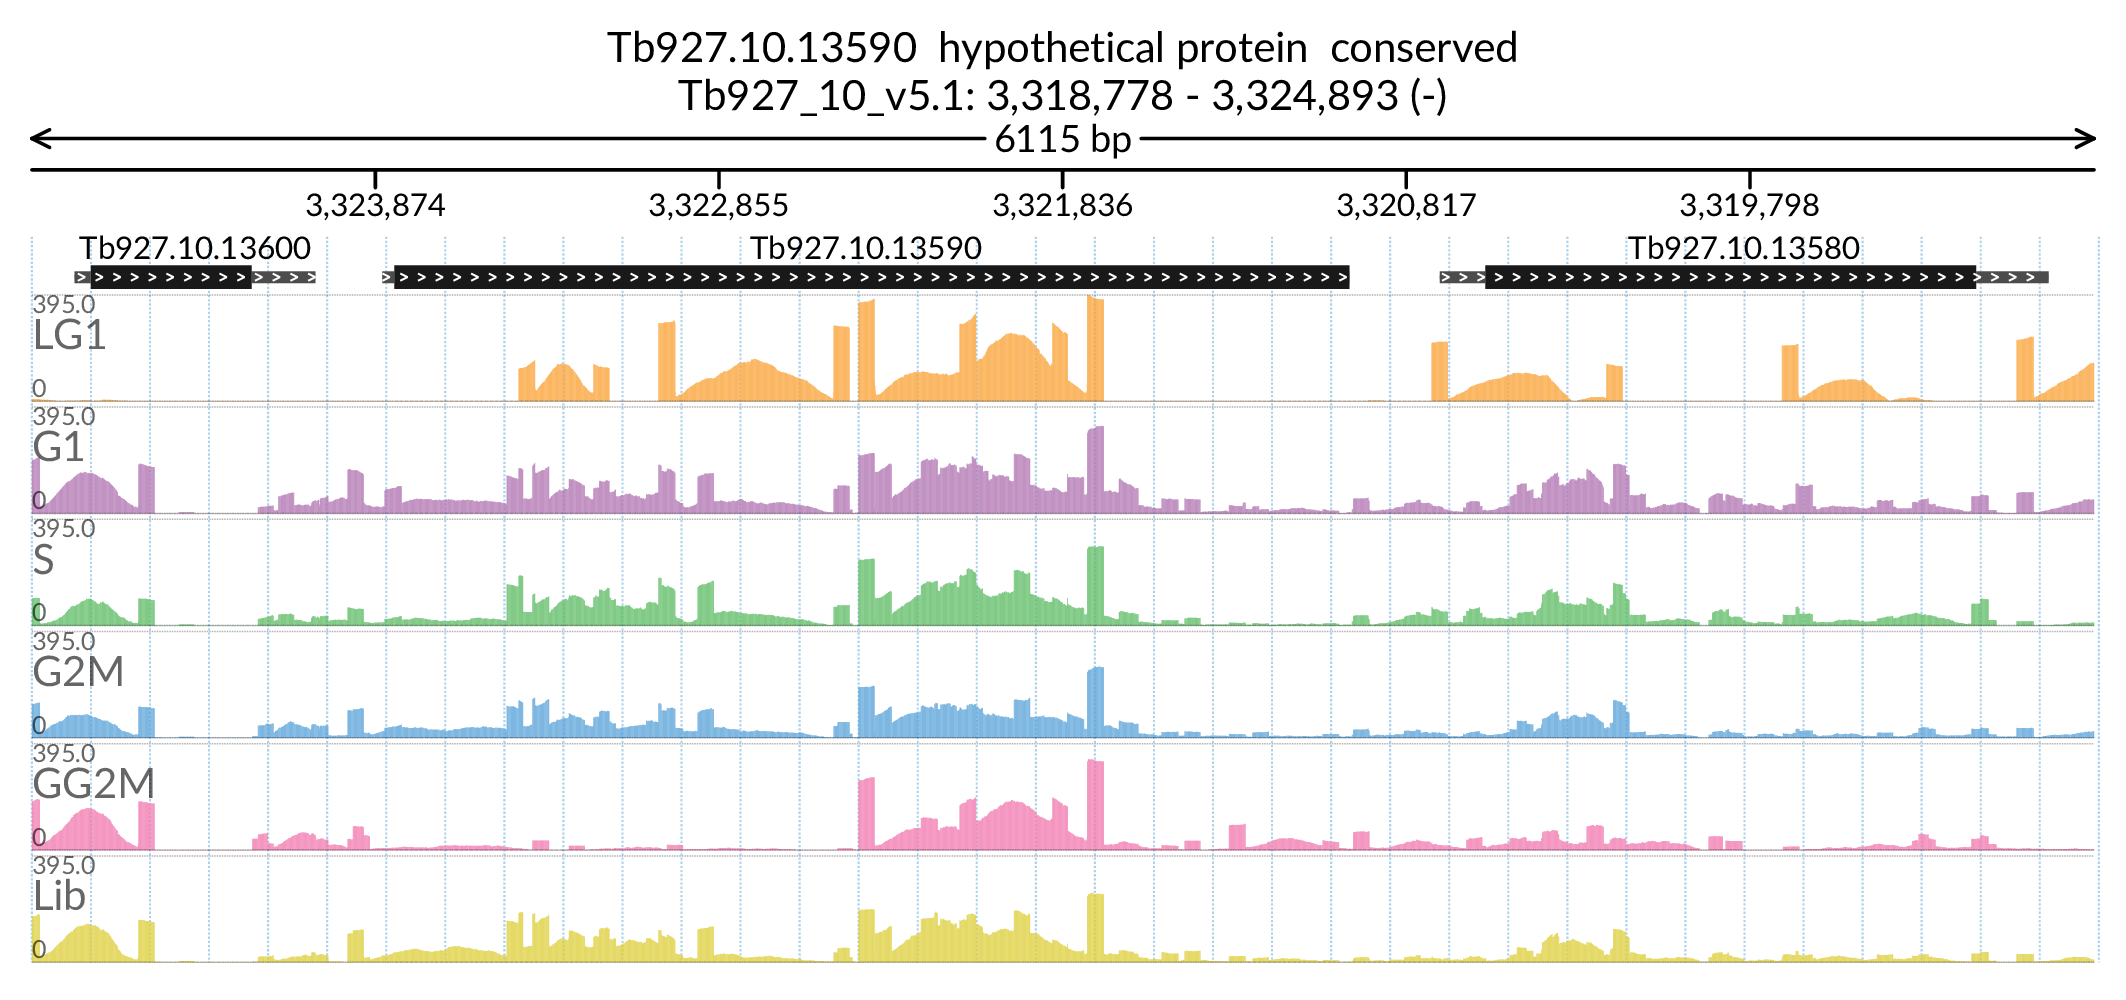 Tb927.10.13590 hypothetical protein conserved
Tb927_10_v5.1: 3,318,778 - 3,324,893 (-)
6115 bp
3,323,874 3,322,855 3,321,836 3,320,817 3,319,798
Tb927.10.13600 Tb927.10.13590 Tb927.10.13580
395.0
LG1
0
395.0
G1
0
395.0
S
0
395.0
G2M
0
395.0
GG2M
0
395.0
Lib
0